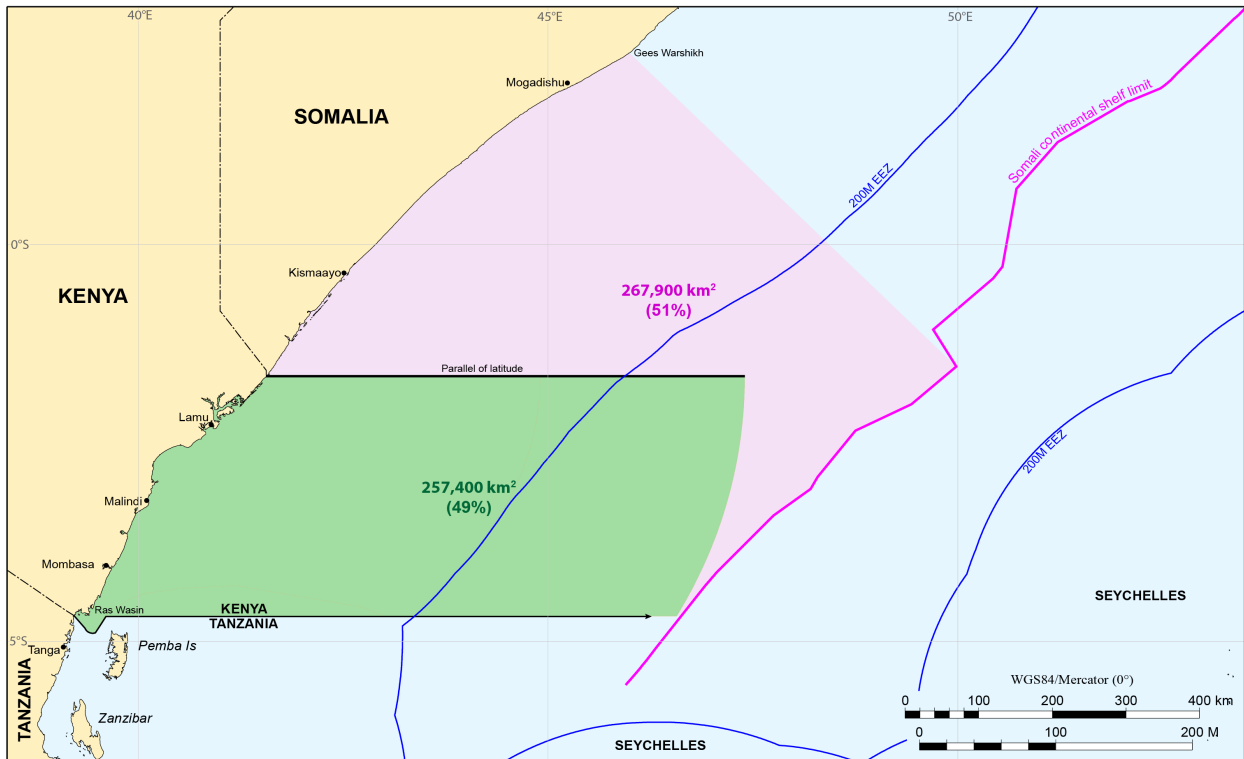 40°E
45°E
50°E
Gees Warshikh
Mogadishu
SOMALIA
Somali continental shelf limit
200M EEZ
0°S
Kismaayo
KENYA
267,900 km²
(51%)
Parallel of latitude
Lamu
200M EEZ
257,400 km²
(49%)
Malindi
Mombasa
SEYCHELLES
Ras Wasin
KENYA
TANZANIA
5°S
Tanga
Pemba Is
TANZANIA
Zanzibar
WGS84/Mercator (0°)
0 100 200 300 400 km
0 100 200 M
SEYCHELLES